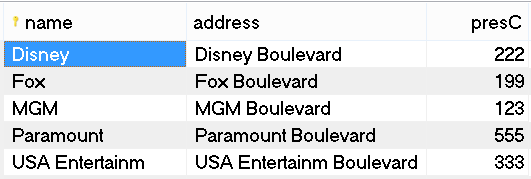 name address presC
Disney Disney Boulevard 222
Fox Fox Boulevard 199
MGM MGM Boulevard 123
Paramount Paramount Boulevard 555
USA Entertainm USA Entertainm Boulevard 333